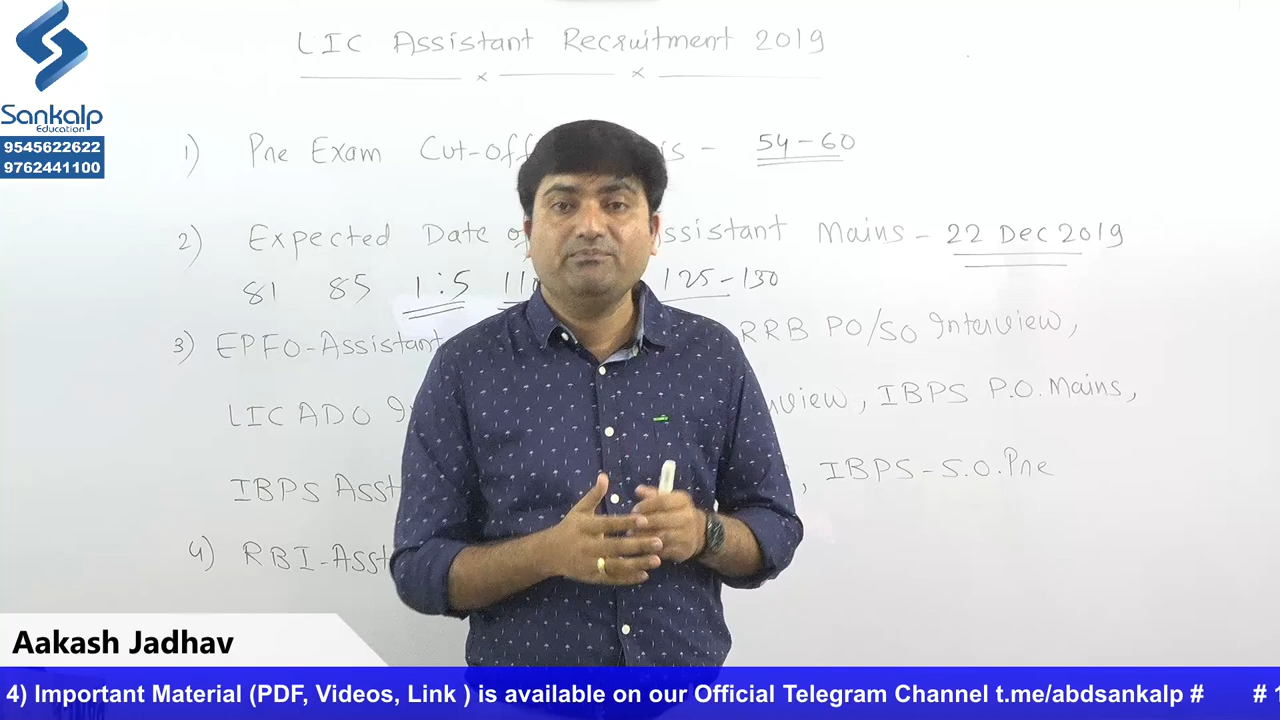 Sankalp
Education
9545622622
9762441100
LIC Assistant Recruitment 2019
1) Pre Exam Cut-off is - 54-60
2) Expected Date of Assistant Mains - 22 Dec 2019
81 85 1:5 125-130
3) EPFO-Assistant RRB PO/SO Interview,
LIC ADO , IBPS P.O. Mains,
IBPS Asst , IBPS-S.O. Pre
4) RBI-Asst
Aakash Jadhav
4) Important Material (PDF, Videos, Link ) is available on our Official Telegram Channel t.me/abdsankalp # # 1